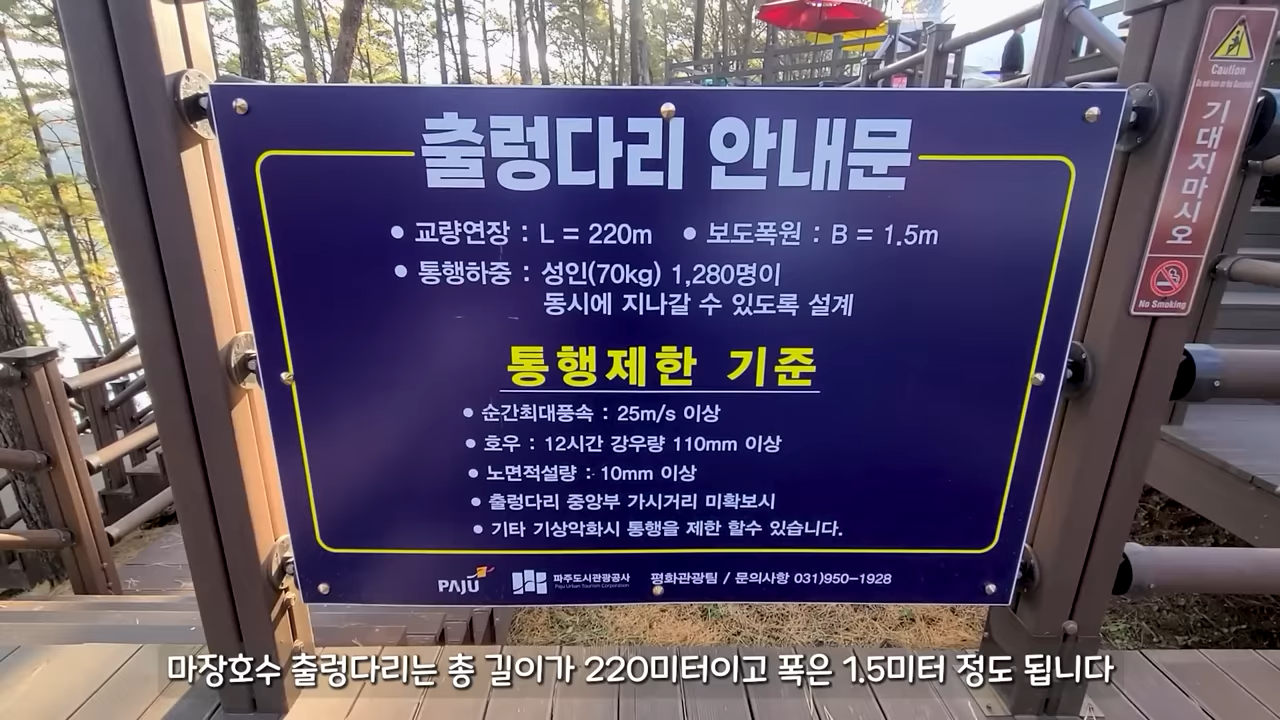 출렁다리 안내문
● 교량연장 : L = 220m ● 보도폭원 : B = 1.5m
● 통행하중 : 성인(70kg) 1,280명이
동시에 지나갈 수 있도록 설계
통행제한 기준
● 순간최대풍속 : 25m/s 이상
● 호우 : 12시간 강우량 110mm 이상
● 노면적설량 : 10mm 이상
● 출렁다리 중앙부 가시거리 미확보시
● 기타 기상악화시 통행을 제한 할수 있습니다.
PAJU 파주도시관광공사 평화관광팀 / 문의사항 031)950-1928
Paju Urban Tourism Corporation
Caution
기대지마시오
No Smoking
마장호수 출렁다리는 총 길이가 220미터이고 폭은 1.5미터 정도 됩니다